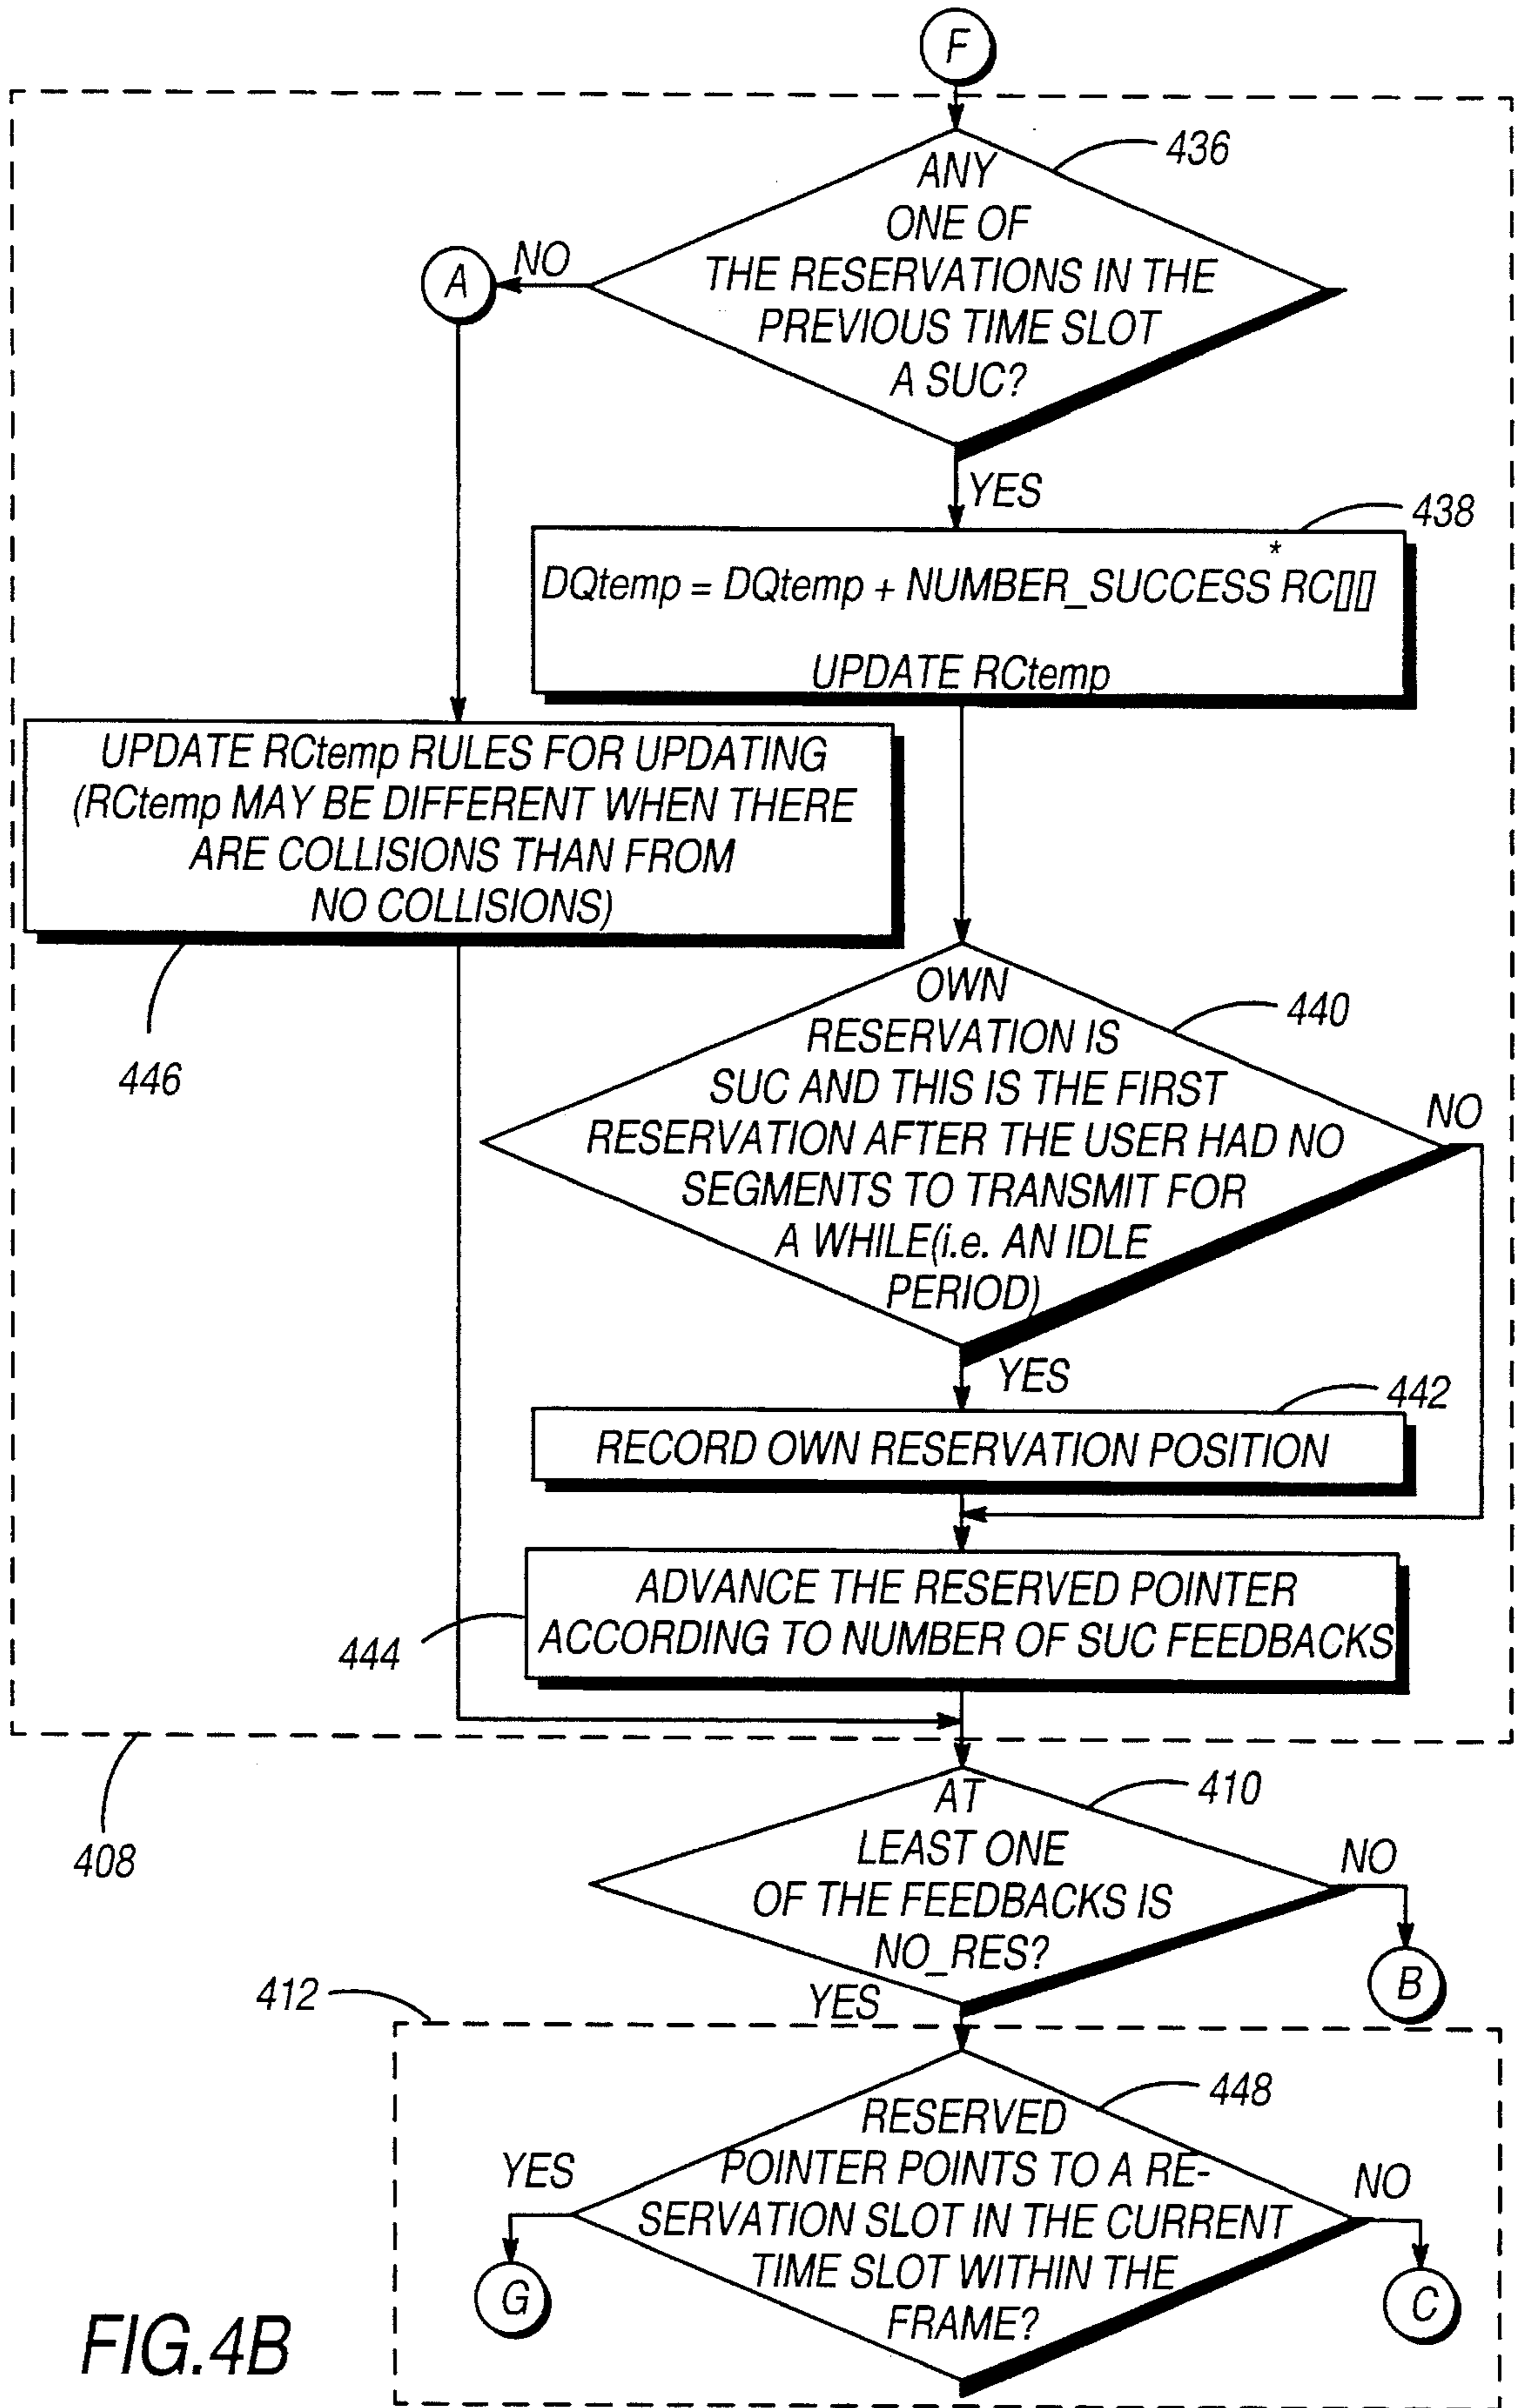 F
436
ANY
ONE OF
THE RESERVATIONS IN THE
PREVIOUS TIME SLOT
A SUC?
NO
A
YES
438
*
DQtemp = DQtemp + NUMBER_SUCCESS RC[][]
UPDATE RCtemp
UPDATE RCtemp RULES FOR UPDATING
(RCtemp MAY BE DIFFERENT WHEN THERE
ARE COLLISIONS THAN FROM
NO COLLISIONS)
446
OWN
RESERVATION IS
SUC AND THIS IS THE FIRST
RESERVATION AFTER THE USER HAD NO
SEGMENTS TO TRANSMIT FOR
A WHILE(i.e. AN IDLE
PERIOD)
440
NO
YES
442
RECORD OWN RESERVATION POSITION
ADVANCE THE RESERVED POINTER
ACCORDING TO NUMBER OF SUC FEEDBACKS
444
408
AT
LEAST ONE
OF THE FEEDBACKS IS
NO_RES?
410
NO
B
YES
412
RESERVED
POINTER POINTS TO A RE-
SERVATION SLOT IN THE CURRENT
TIME SLOT WITHIN THE
FRAME?
448
YES
G
NO
C
FIG.4B